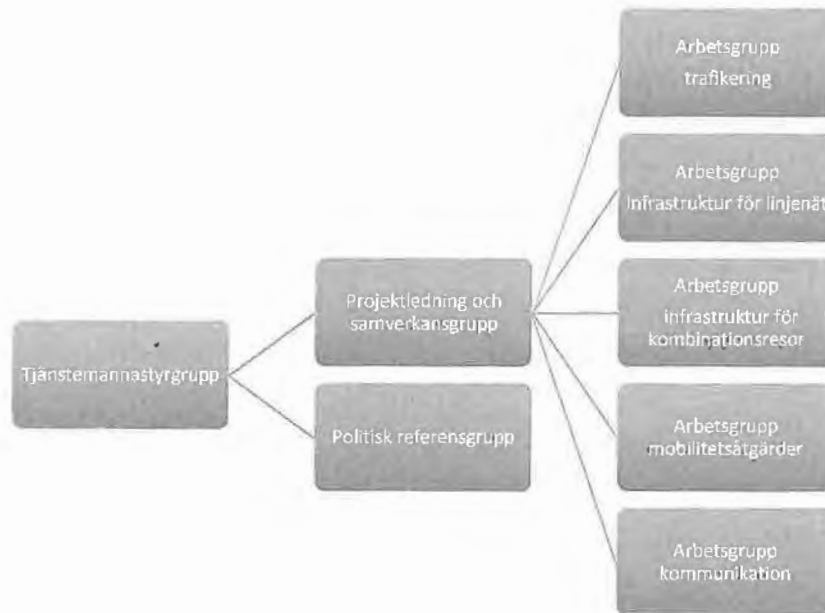 Arbetsgrupp
trafikering
Arbetsgrupp
Infrastruktur för linjenät
Arbetsgrupp
infrastruktur för
kombinationsresor
Projektledning och
samverkansgrupp
Tjänstemannastyrgrupp
Politisk referensgrupp
Arbetsgrupp
mobilitetsåtgärder
Arbetsgrupp
kommunikation